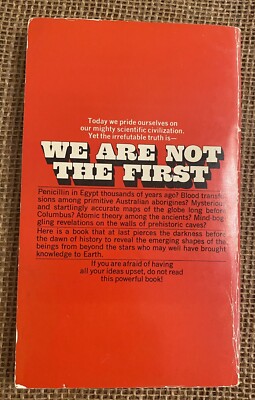 Today we pride ourselves on
our mighty scientific civilization.
Yet the irrefutable truth is—
WE ARE NOT
THE FIRST
Penicillin in Egypt thousands of years ago? Blood transfu-
sions among primitive Australian aborigines? Mysterious
and startlingly accurate maps of the globe long before
Columbus? Atomic theory among the ancients? Mind-bog-
gling revelations on the walls of prehistoric caves?
Here is a book that at last pierces the darkness before
the dawn of history to reveal the emerging shapes of the
beings from beyond the stars who may well have brought
knowledge to Earth.
If you are afraid of having
all your ideas upset, do not read
this powerful book!